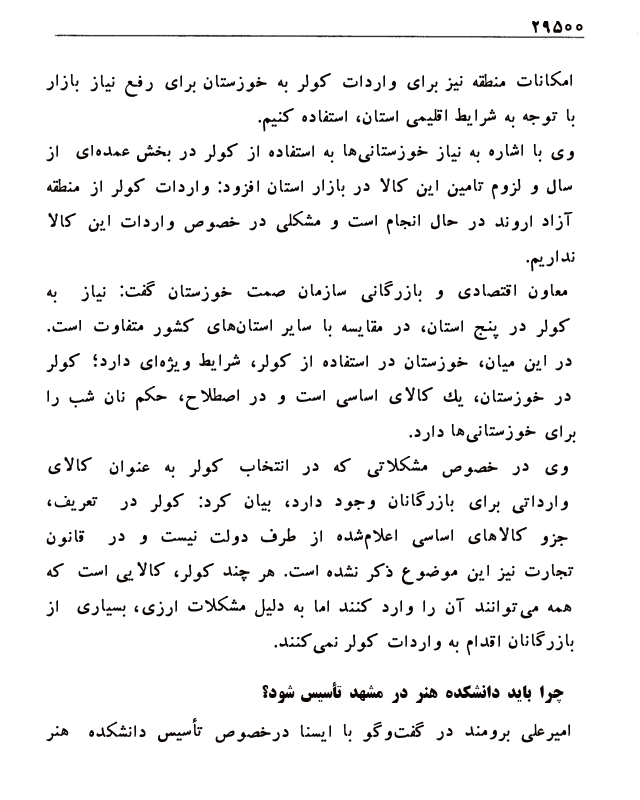 ۲۹۵۰۰
امکانات منطقه نیز برای واردات کولر به خوزستان برای رفع نیاز بازار
با توجه به شرایط اقلیمی استان، استفاده کنیم.
وی با اشاره به نیاز خوزستانی‌ها به استفاده از کولر در بخش عمده‌ای از
سال و لزوم تامین این کالا در بازار استان افزود: واردات کولر از منطقه
آزاد اروند در حال انجام است و مشکلی در خصوص واردات این کالا
نداریم.
معاون اقتصادی و بازرگانی سازمان صمت خوزستان گفت: نیاز به
کولر در پنج استان، در مقایسه با سایر استان‌های کشور متفاوت است.
در این میان، خوزستان در استفاده از کولر، شرایط ویژه‌ای دارد؛ کولر
در خوزستان، یك کالای اساسی است و در اصطلاح، حکم نان شب را
برای خوزستانی‌ها دارد.
وی در خصوص مشکلاتی که در انتخاب کولر به عنوان کالای
وارداتی برای بازرگانان وجود دارد، بیان کرد: کولر در تعریف،
جزو کالاهای اساسی اعلام‌شده از طرف دولت نیست و در قانون
تجارت نیز این موضوع ذکر نشده است. هر چند کولر، کالایی است که
همه می‌توانند آن را وارد کنند اما به دلیل مشکلات ارزی، بسیاری از
بازرگانان اقدام به واردات کولر نمی‌کنند.
چرا باید دانشکده هنر در مشهد تأسیس شود؟
امیرعلی برومند در گفت‌وگو با ایسنا درخصوص تأسیس دانشکده هنر